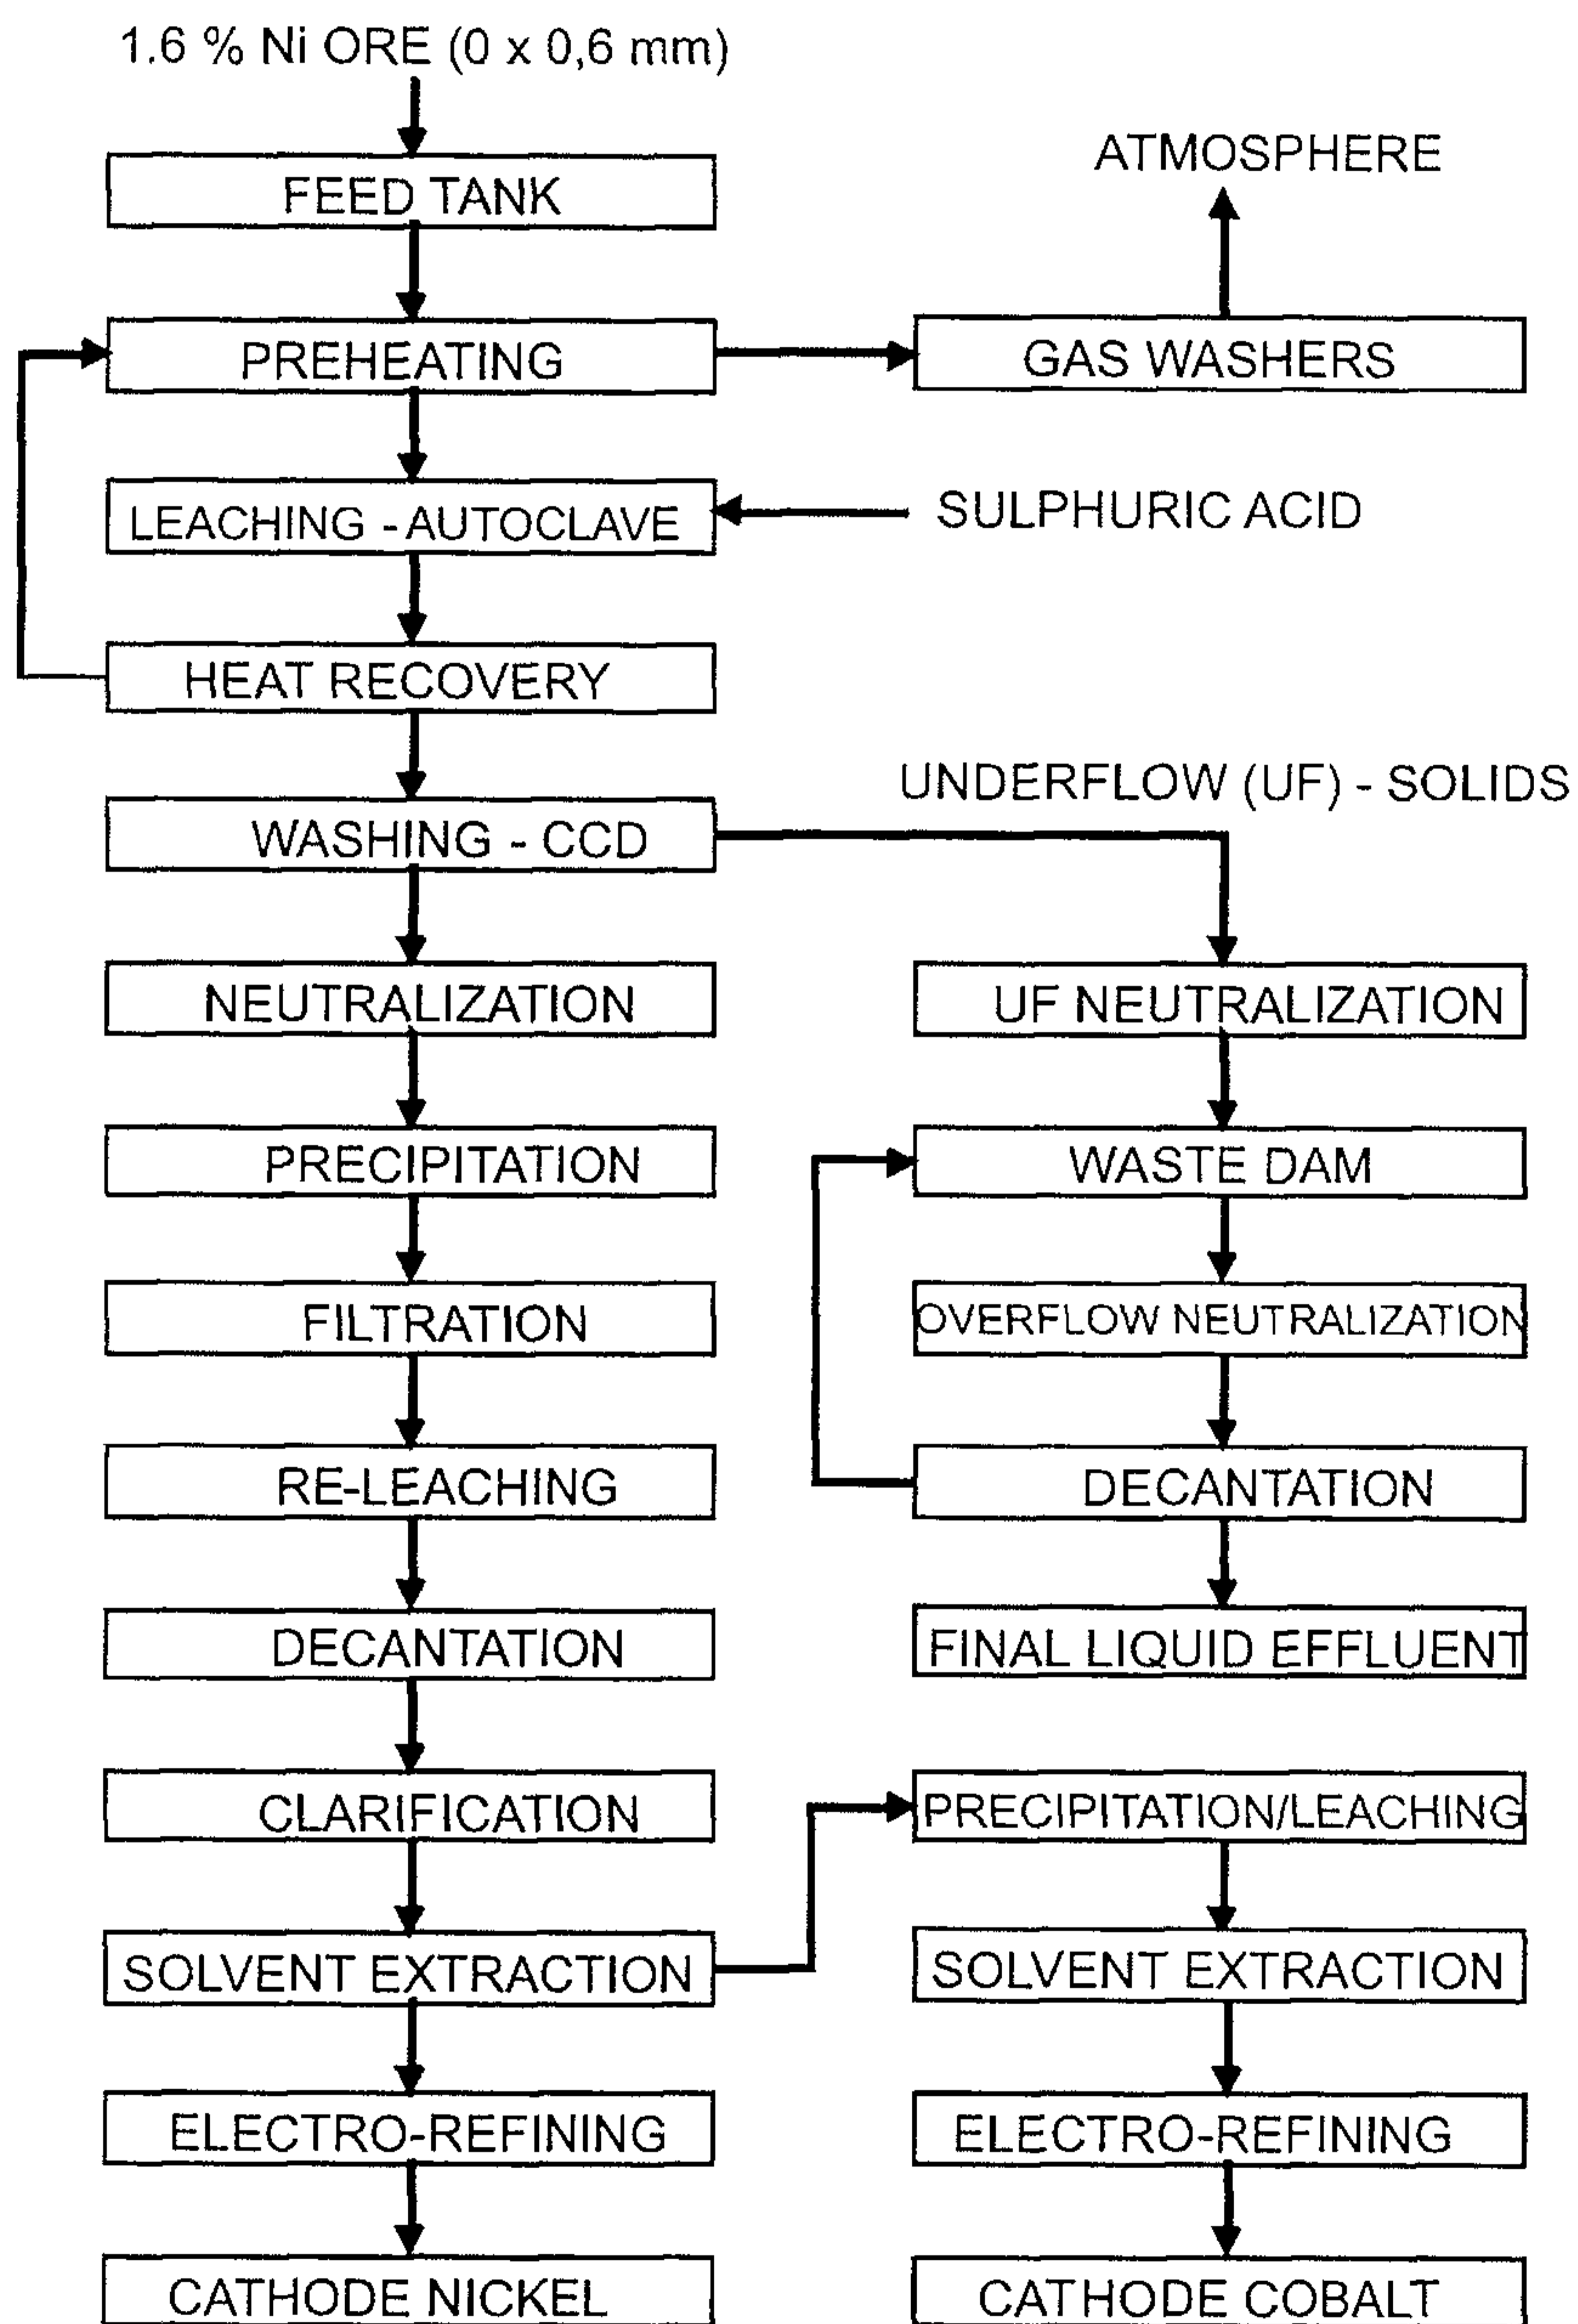 1.6 % Ni ORE (0 x 0,6 mm)
ATMOSPHERE
FEED TANK
PREHEATING
GAS WASHERS
LEACHING - AUTOCLAVE
SULPHURIC ACID
HEAT RECOVERY
UNDERFLOW (UF) - SOLIDS
WASHING - CCD
NEUTRALIZATION
UF NEUTRALIZATION
PRECIPITATION
WASTE DAM
FILTRATION
OVERFLOW NEUTRALIZATION
RE-LEACHING
DECANTATION
DECANTATION
FINAL LIQUID EFFLUENT
CLARIFICATION
PRECIPITATION/LEACHING
SOLVENT EXTRACTION
SOLVENT EXTRACTION
ELECTRO-REFINING
ELECTRO-REFINING
CATHODE NICKEL
CATHODE COBALT